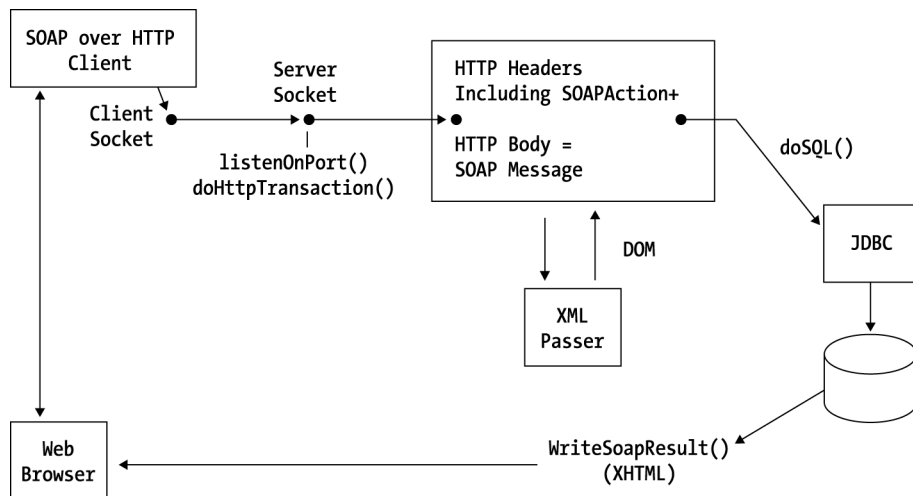 SOAP over HTTP
Client
Client
Socket
Server
Socket
listenOnPort()
doHttpTransaction()
HTTP Headers
Including SOAPAction+
HTTP Body =
SOAP Message
doSQL()
JDBC
DOM
XML
Passer
WriteSoapResult()
(XHTML)
Web
Browser